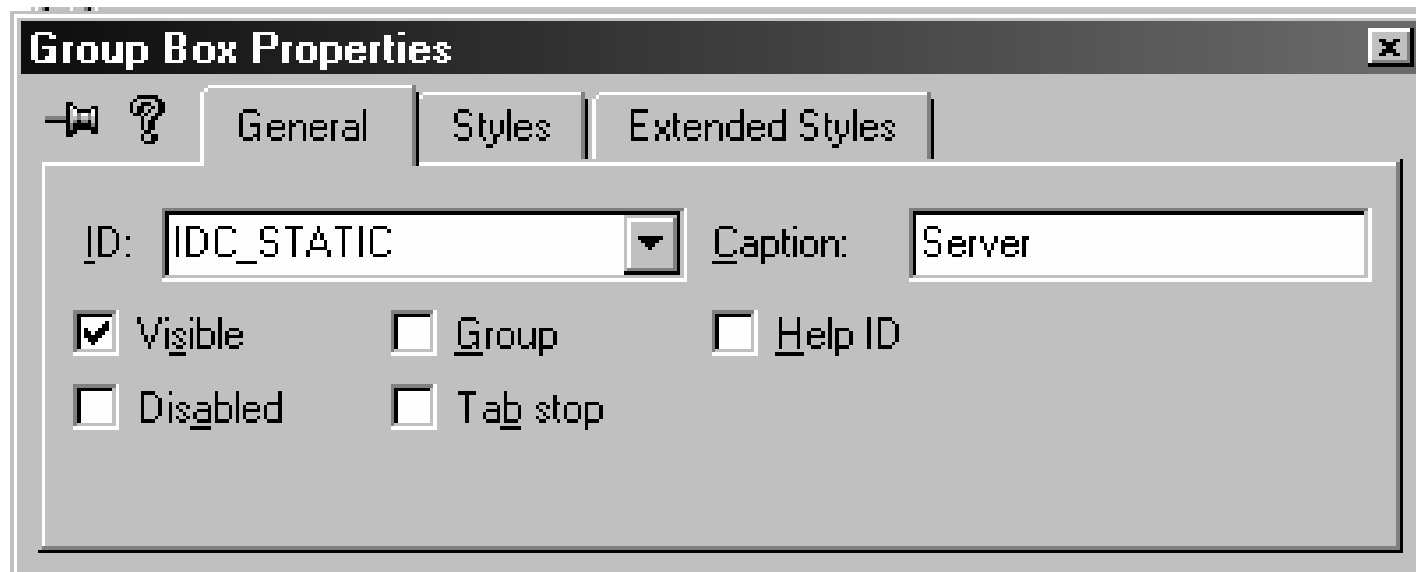 Group Box Properties
General Styles Extended Styles
ID: IDC_STATIC Caption: Server
Visible Group Help ID
Disabled Tab stop